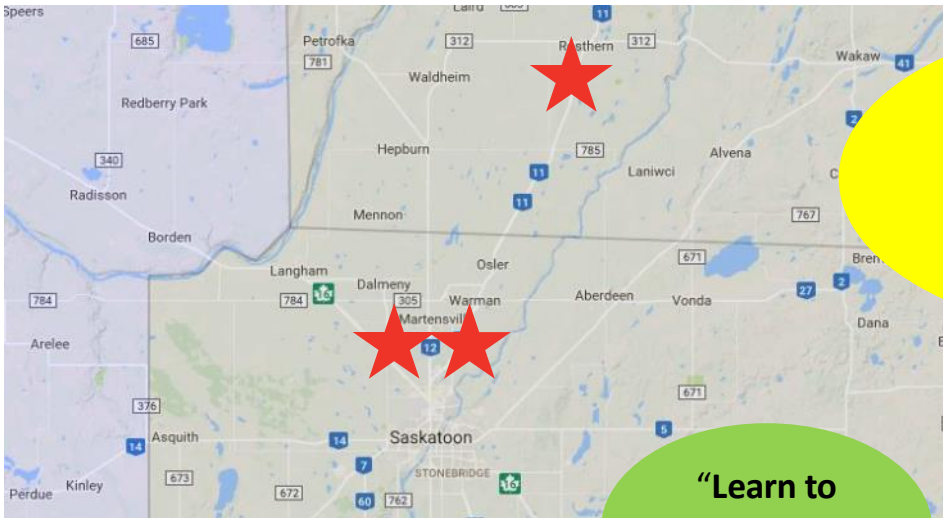 Speers
Laird
11
685
Petrofka
312
Rosthern
312
Wakaw
41
781
Waldheim
Redberry Park
2
Hepburn
785
Alvena
340
11
Laniwci
Radisson
11
Mennon
767
Borden
671
Osler
Langham
Dalmeny
2
784
784
16
305
Warman
Aberdeen
Vonda
27
Martensvill
Dana
Arelee
12
671
376
Asquith
14
14
Saskatoon
5
7
STONEBRIDGE
673
672
16
Perdue
Kinley
60
762
"Learn to